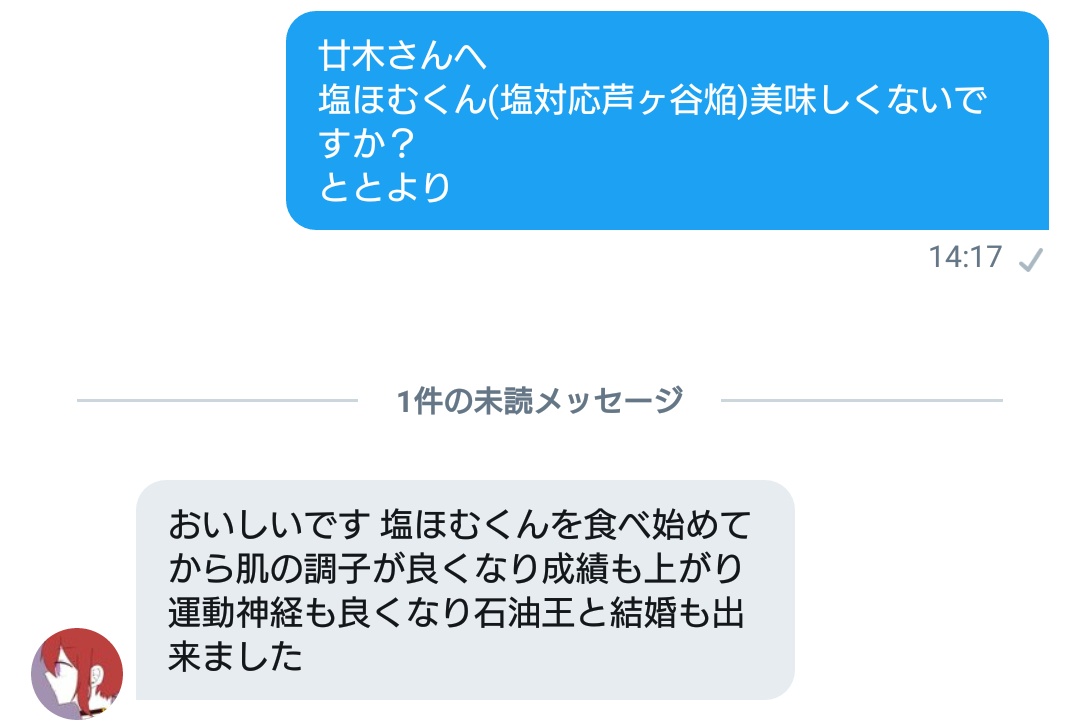 廿木さんへ
塩ほむくん(塩対応芦ヶ谷焔)美味しくないで
すか？
ととより
14:17
1件の未読メッセージ
おいしいです 塩ほむくんを食べ始めて
から肌の調子が良くなり成績も上がり
運動神経も良くなり石油王と結婚も出
来ました